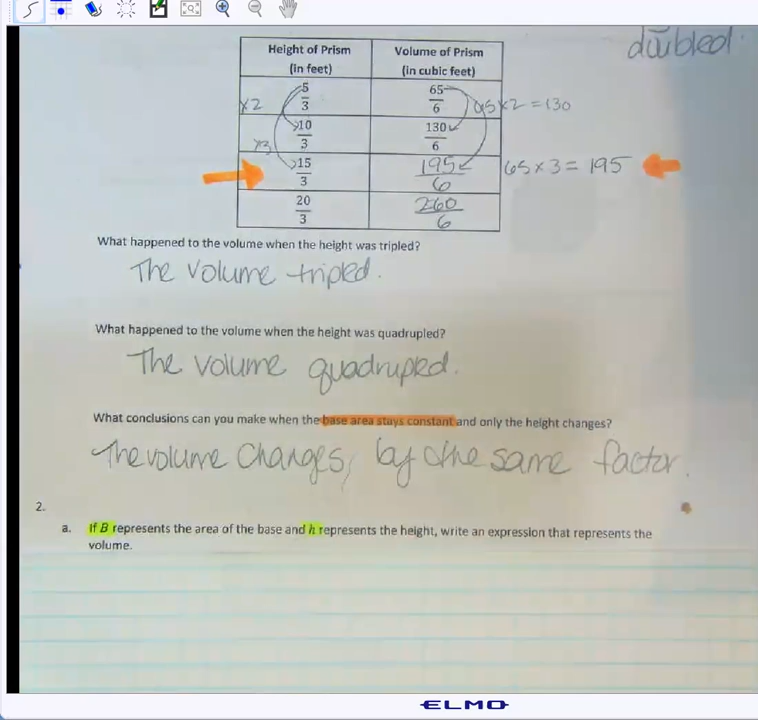 doubled.
Height of Prism
(in feet)
Volume of Prism
(in cubic feet)
x2
5
3
65
6
65x2=130
x3
10
3
130
6
15
3
195
6
65x3=195
20
3
260
6
What happened to the volume when the height was tripled?
The volume tripled.
What happened to the volume when the height was quadrupled?
The volume quadrupled.
What conclusions can you make when the base area stays constant and only the height changes?
The volume changes, by the same factor.
2.
a. If B represents the area of the base and h represents the height, write an expression that represents the
volume.
ELMO